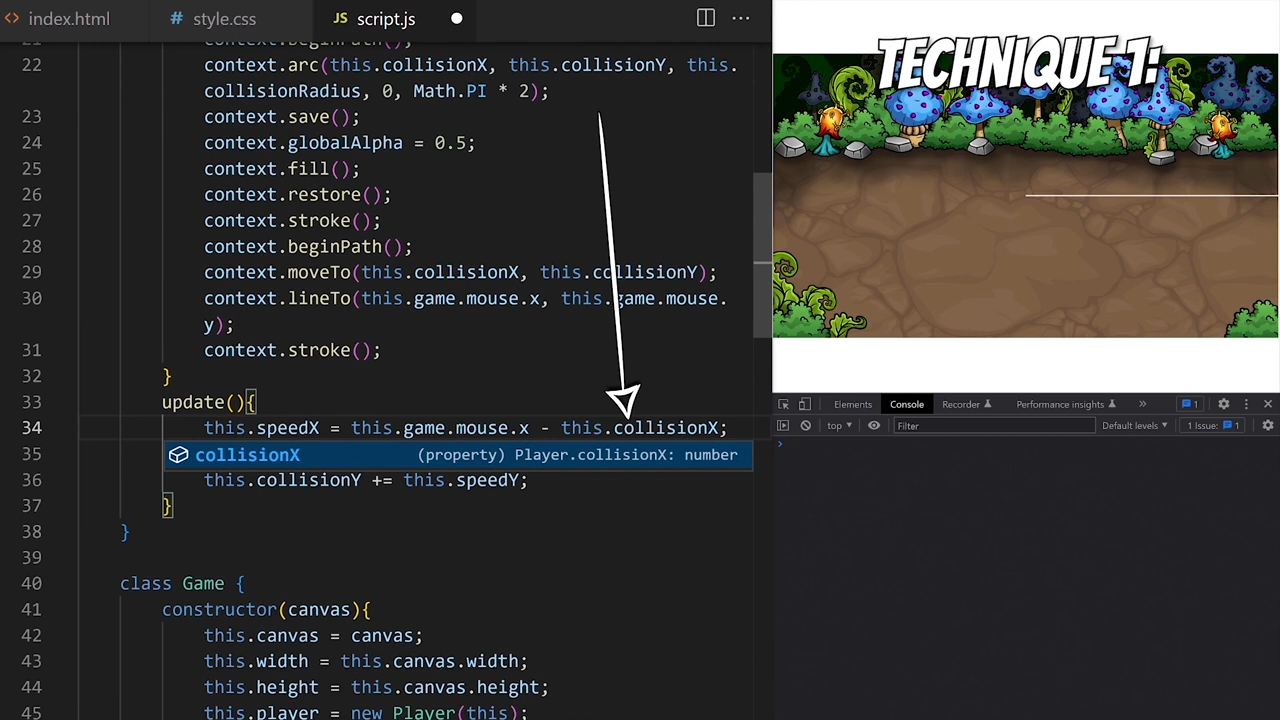 index.html
# style.css
JS script.js
TECHNIQUE 1:
21 context.beginPath();
22 context.arc(this.collisionX, this.collisionY, this.
collisionRadius, 0, Math.PI * 2);
23 context.save();
24 context.globalAlpha = 0.5;
25 context.fill();
26 context.restore();
27 context.stroke();
28 context.beginPath();
29 context.moveTo(this.collisionX, this.collisionY);
30 context.lineTo(this.game.mouse.x, this.game.mouse.
y);
31 context.stroke();
32 }
33 update(){
34 this.speedX = this.game.mouse.x - this.collisionX;
35 collisionX (property) Player.collisionX: number
36 this.collisionY += this.speedY;
37 }
38 }
39
40 class Game {
41 constructor(canvas){
42 this.canvas = canvas;
43 this.width = this.canvas.width;
44 this.height = this.canvas.height;
45 this.player = new Player(this);
Elements Console Recorder Performance insights » 1
top Filter Default levels 1 Issue: 1